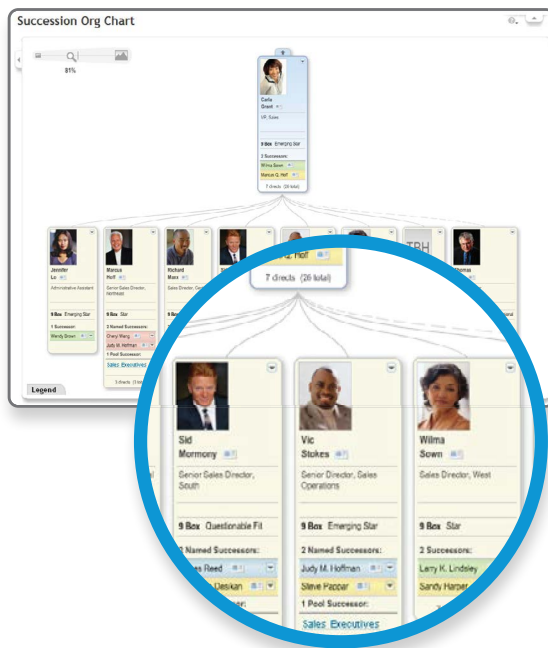 Succession Org Chart
81%
Carla
Grant
VP, Sales
9 Box Emerging Star
2 Successors:
Wilma Sown
Marcus Q. Hoff
7 directs (26 total)
Jennifer
Lo
Administrative Assistant
9 Box Emerging Star
1 Successor:
Wendy Brown
Marcus
Hoff
Senior Sales Director,
Northeast
9 Box Star
2 Named Successors:
Cheryl Wang
Judy M. Hoffman
1 Pool Successor:
Sales Executives
Richard
Maxx
Sales Director,
TBH
Thomas
Legend
Q. Hoff
7 directs (26 total)
Sid
Mormony
Senior Sales Director,
South
9 Box Questionable Fit
2 Named Successors:
Reed
Desikan
Vic
Stokes
Senior Director, Sales
Operations
9 Box Emerging Star
2 Named Successors:
Judy M. Hoffman
Steve Pappar
1 Pool Successor:
Sales Executives
Wilma
Sown
Sales Director, West
9 Box Star
2 Successors:
Larry K. Lindsley
Sandy Harper